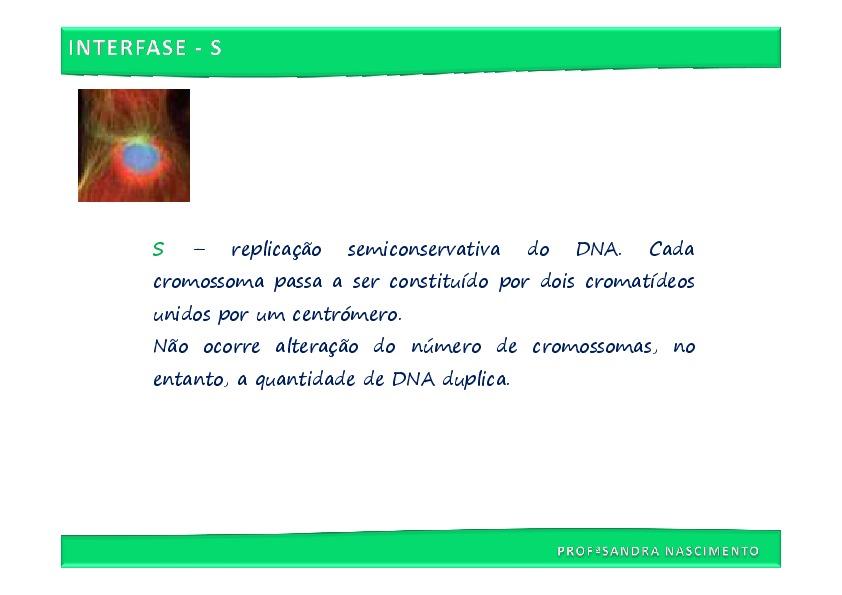 INTERFASE - S
S – replicação semiconservativa do DNA. Cada
cromossoma passa a ser constituído por dois cromatídeos
unidos por um centrómero.
Não ocorre alteração do número de cromossomas, no
entanto, a quantidade de DNA duplica.
PROFªSANDRA NASCIMENTO